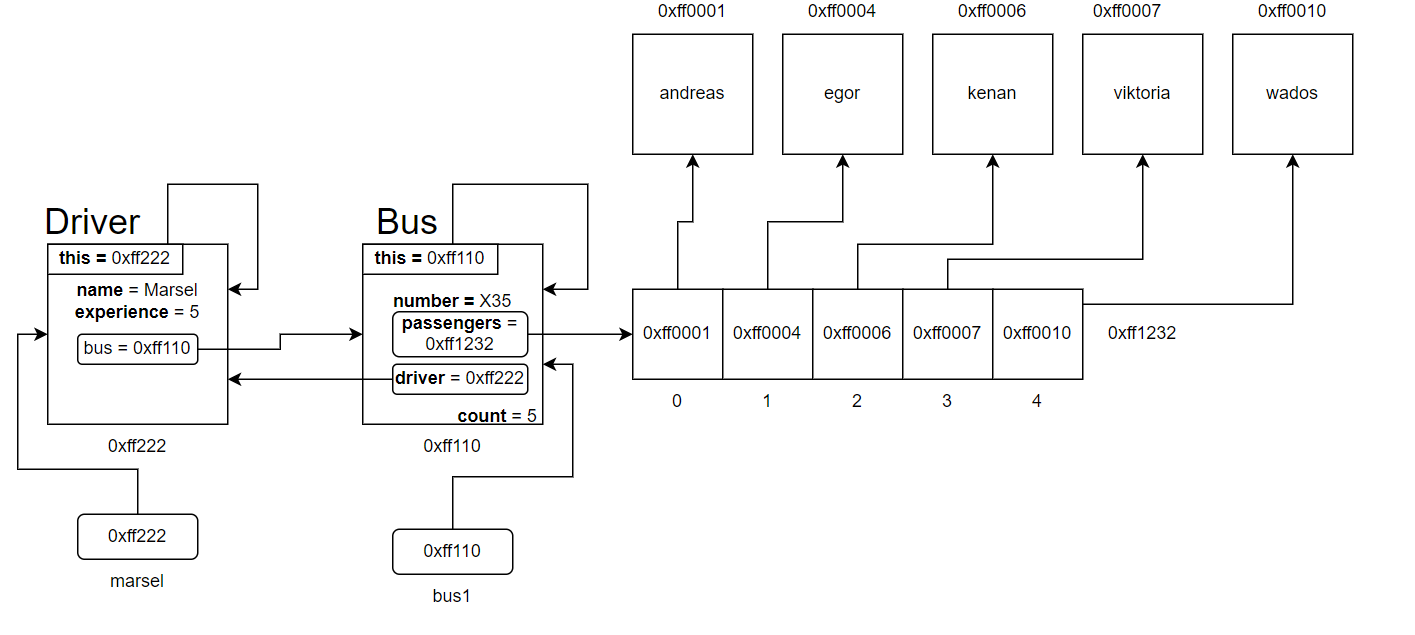 0xff0001
0xff0004
0xff0006
0xff0007
0xff0010
andreas
egor
kenan
viktoria
wados
Driver
this = 0xff222
name = Marsel
experience = 5
bus = 0xff110
0xff222
0xff222
marsel
Bus
this = 0xff110
number = X35
passengers =
0xff1232
driver = 0xff222
count = 5
0xff110
0xff110
bus1
0xff0001
0xff0004
0xff0006
0xff0007
0xff0010
0xff1232
0
1
2
3
4